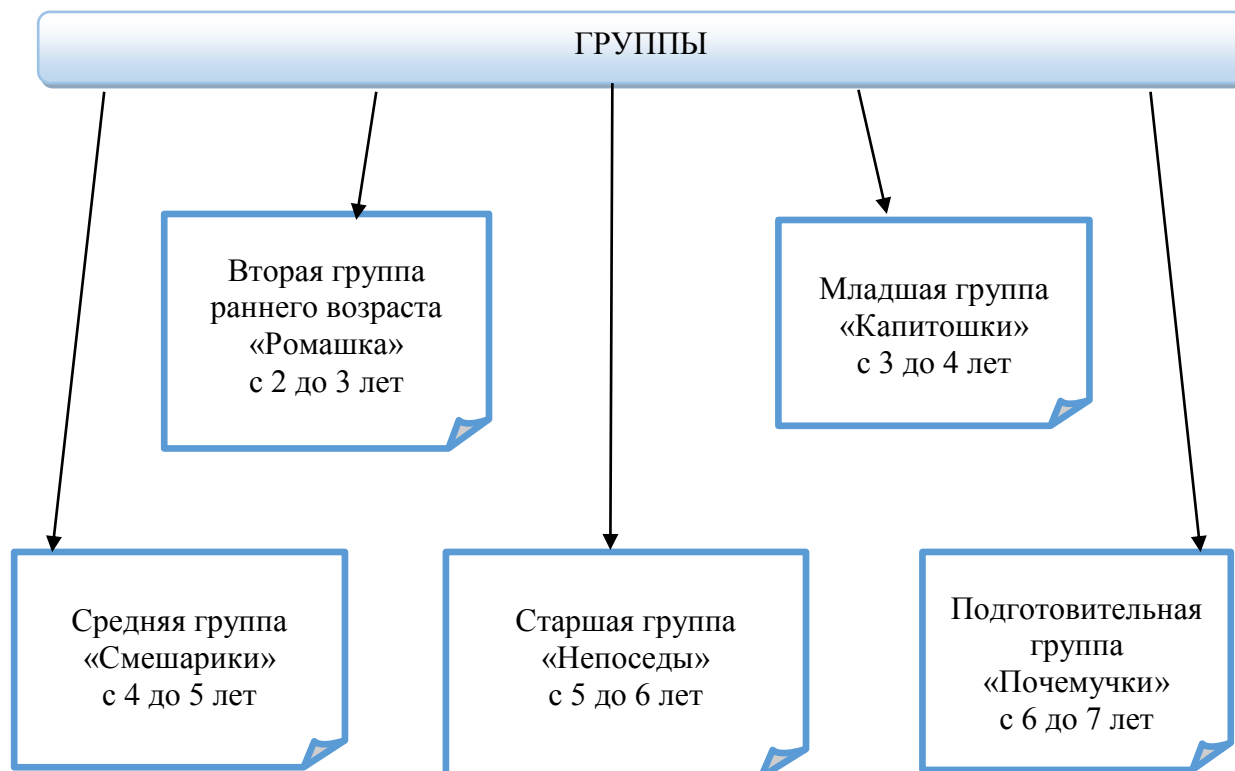 ГРУППЫ
Вторая группа
раннего возраста
«Ромашка»
с 2 до 3 лет
Младшая группа
«Капитошки»
с 3 до 4 лет
Средняя группа
«Смешарики»
с 4 до 5 лет
Старшая группа
«Непоседы»
с 5 до 6 лет
Подготовительная
группа
«Почемучки»
с 6 до 7 лет